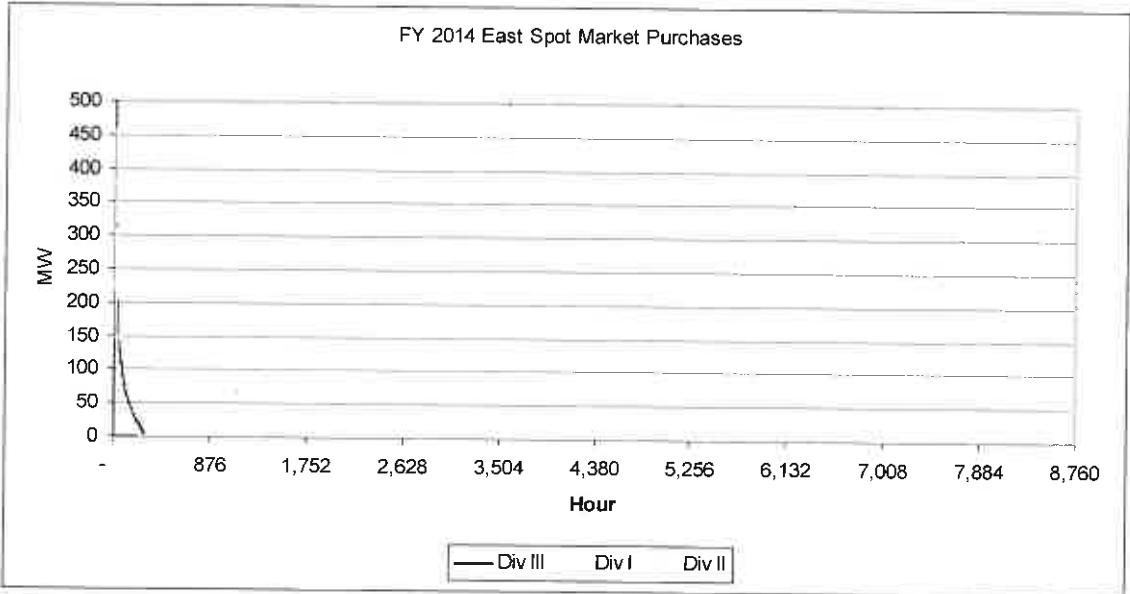 FY 2014 East Spot Market Purchases
500
450
400
350
300
250
200
150
100
50
0
MW
- 876 1,752 2,628 3,504 4,380 5,256 6,132 7,008 7,884 8,760
Hour
Div III Div I Div II